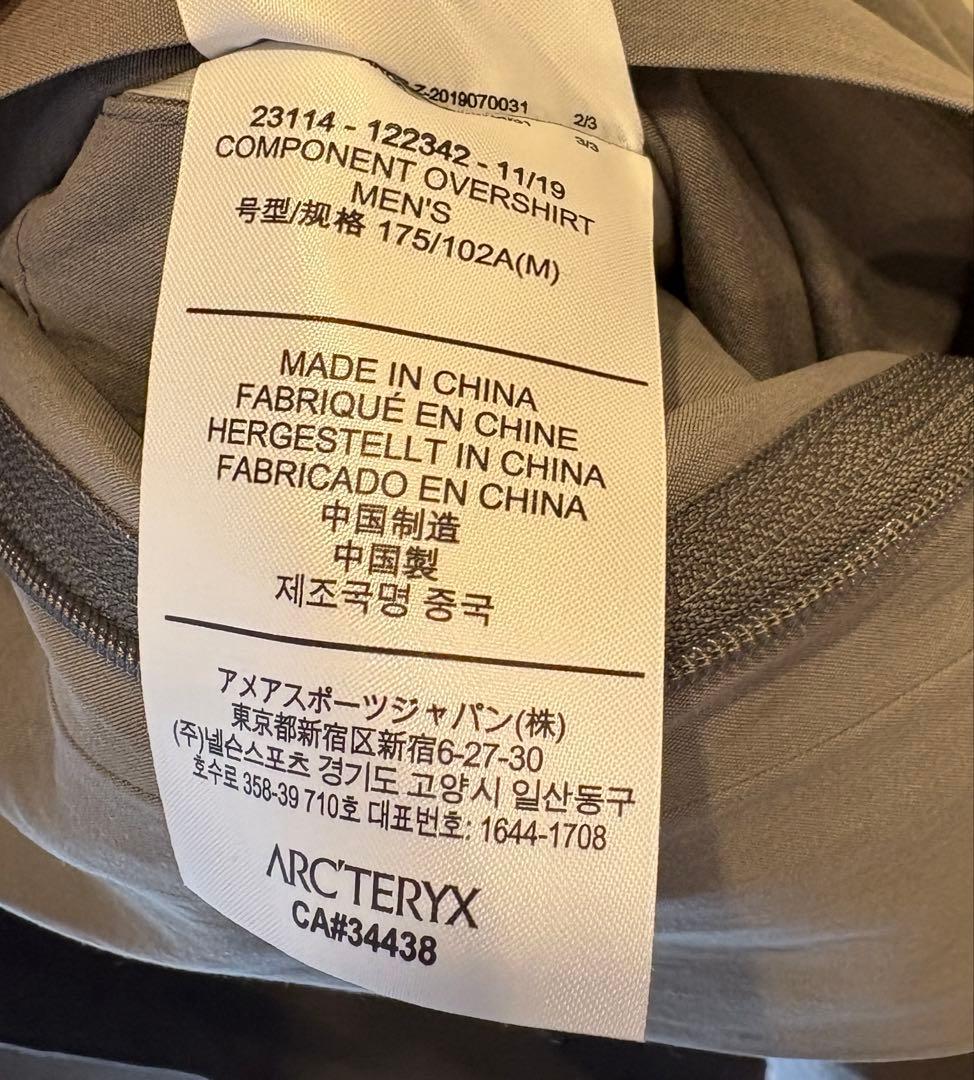 Z-2019070031
2/3
3/3
23114 - 122342 - 11/19
COMPONENT OVERSHIRT
MEN'S
号型/规格 175/102A(M)
MADE IN CHINA
FABRIQUÉ EN CHINE
HERGESTELLT IN CHINA
FABRICADO EN CHINA
中国制造
中国製
제조국명 중국
アメアスポーツジャパン(株)
東京都新宿区新宿6-27-30
(주)넬슨스포츠 경기도 고양시 일산동구
호수로 358-39 710호 대표번호: 1644-1708
ARC'TERYX
CA#34438